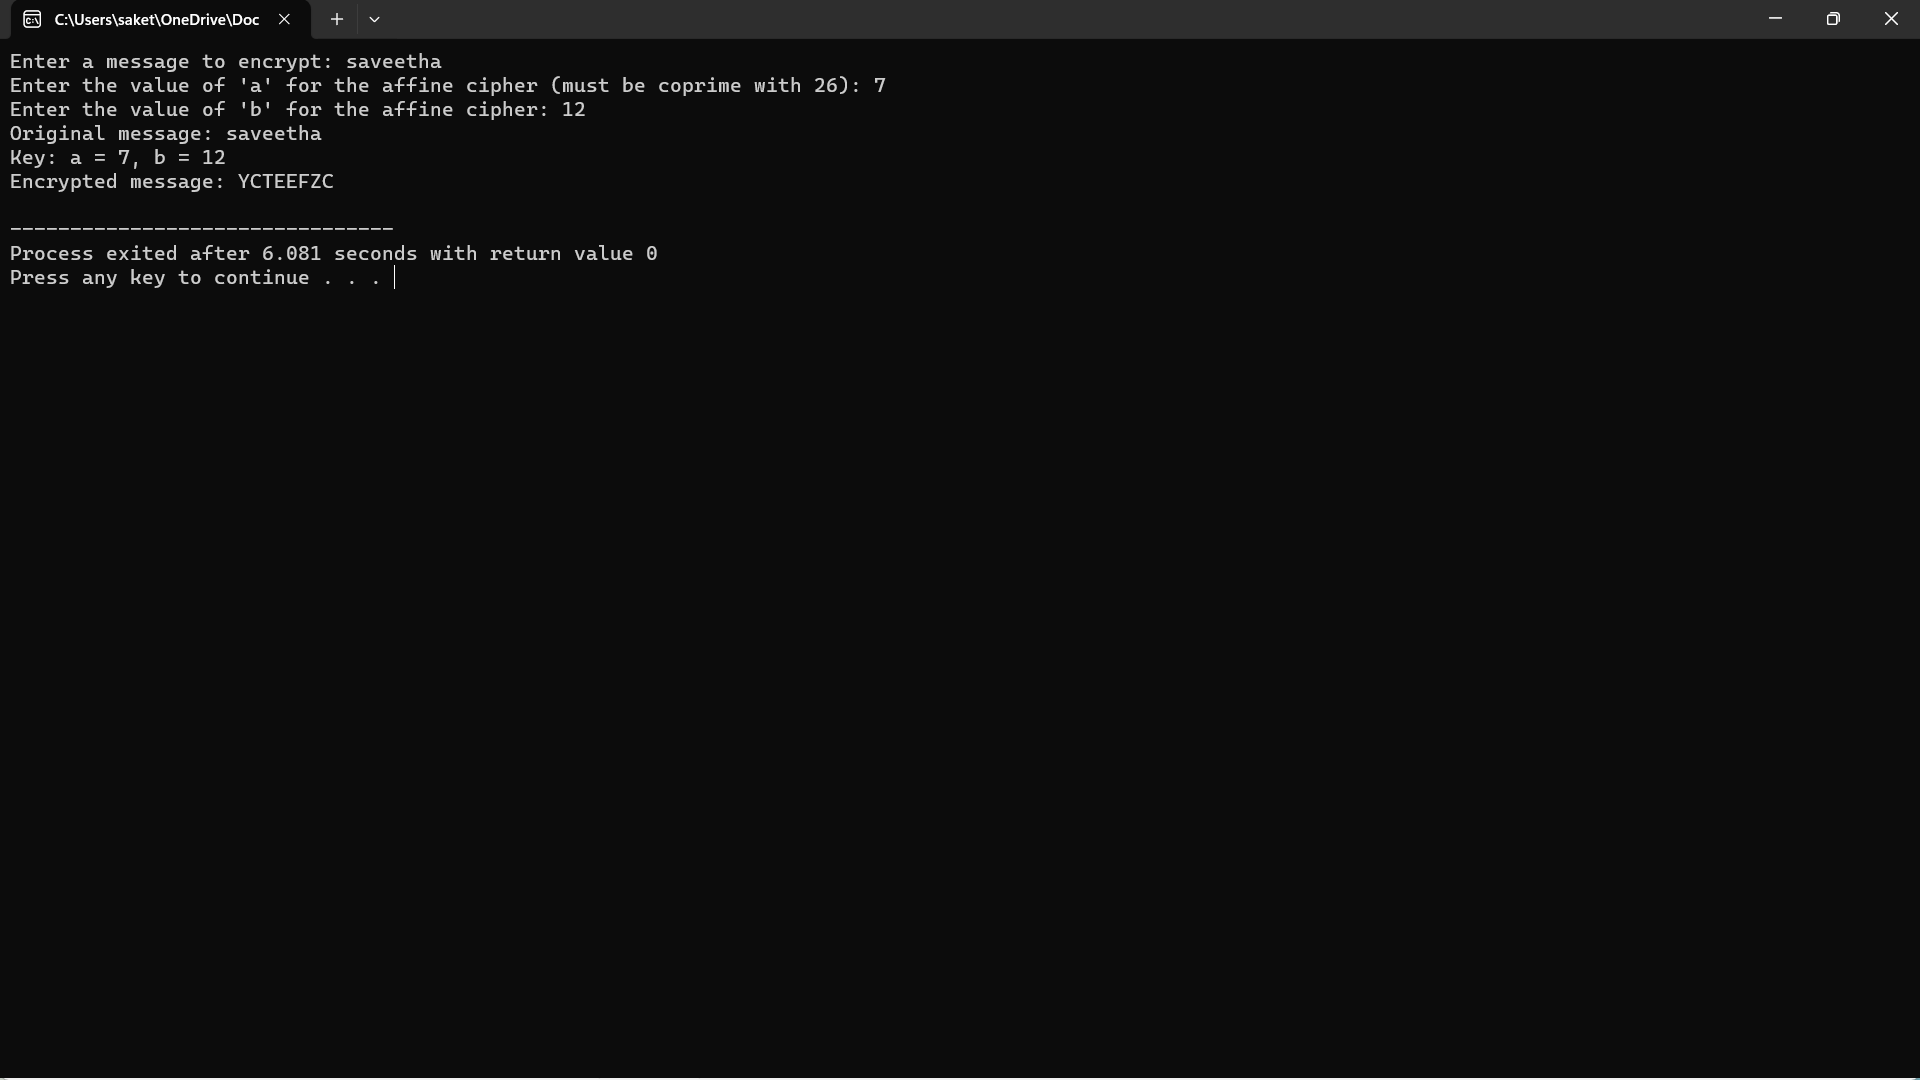 C:\Users\saket\OneDrive\Doc
Enter a message to encrypt: saveetha
Enter the value of 'a' for the affine cipher (must be coprime with 26): 7
Enter the value of 'b' for the affine cipher: 12
Original message: saveetha
Key: a = 7, b = 12
Encrypted message: YCTEEFZC
--------------------------------
Process exited after 6.081 seconds with return value 0
Press any key to continue . . .